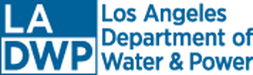 LA
DWP
Los Angeles
Department of
Water & Power